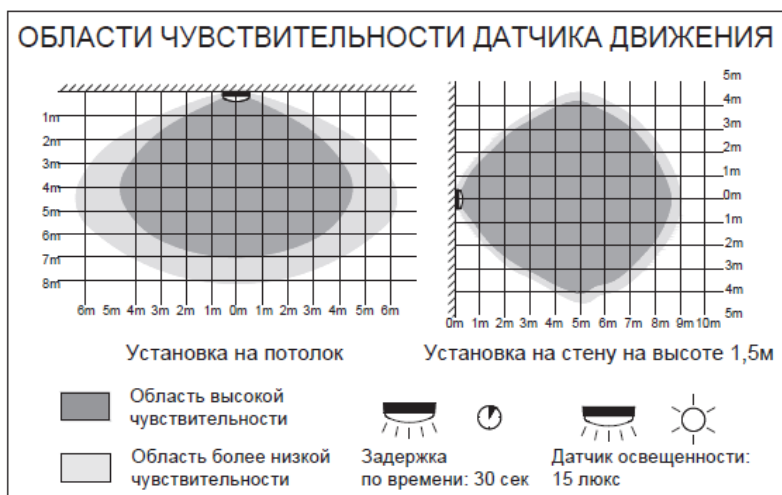 ОБЛАСТИ ЧУВСТВИТЕЛЬНОСТИ ДАТЧИКА ДВИЖЕНИЯ
1m
2m
3m
4m
5m
6m
7m
8m
6m 5m 4m 3m 2m 1m 0m 1m 2m 3m 4m 5m 6m
5m
4m
3m
2m
1m
0m
1m
2m
3m
4m
5m
0m 1m 2m 3m 4m 5m 6m 7m 8m 9m 10m
Установка на потолок
Установка на стену на высоте 1,5м
Область высокой
чувствительности
Область более низкой
чувствительности
Задержка
по времени: 30 сек
Датчик освещенности:
15 люкс